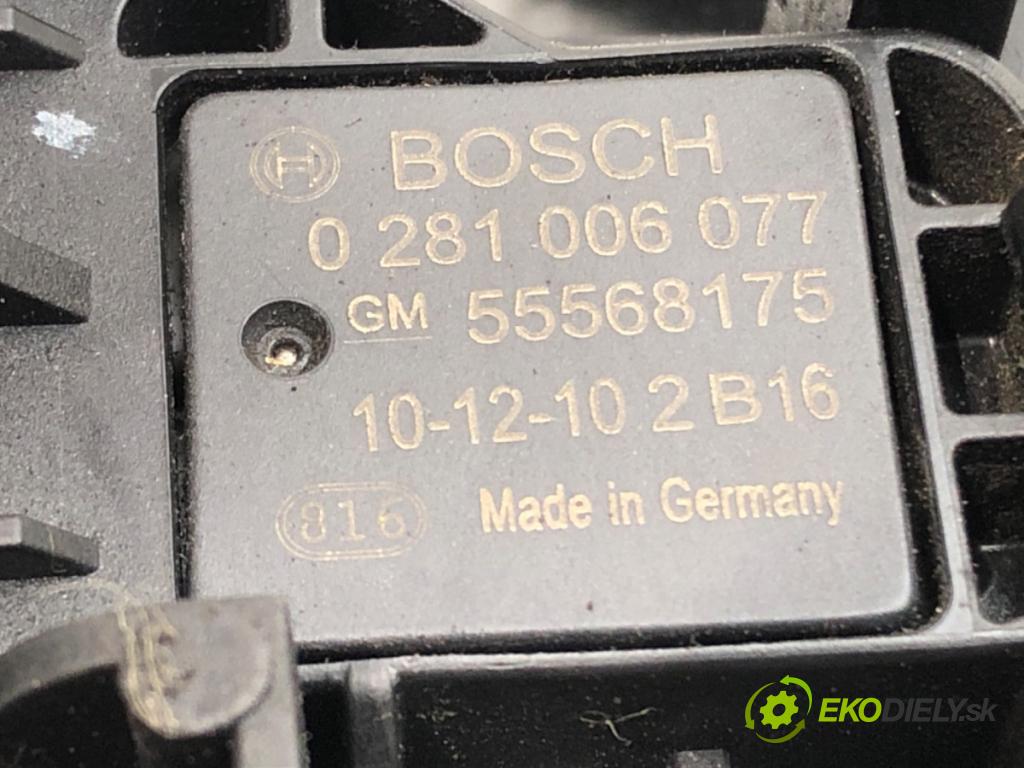 BOSCH
0 281 006 077
GM 55568175
10-12-10 2 B16
816 Made in Germany
EKODIELY.sk